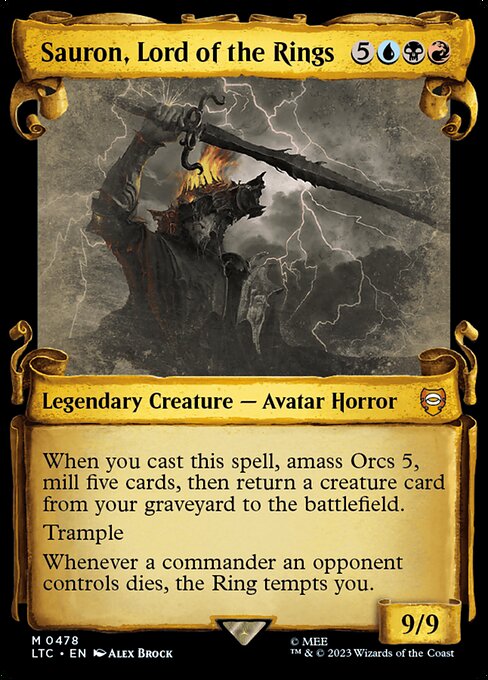 Sauron, Lord of the Rings 5
Legendary Creature — Avatar Horror
When you cast this spell, amass Orcs 5,
mill five cards, then return a creature card
from your graveyard to the battlefield.
Trample
Whenever a commander an opponent
controls dies, the Ring tempts you.
9/9
M 0478
LTC • EN ALEX BROCK
© MEE
™ & © 2023 Wizards of the Coast